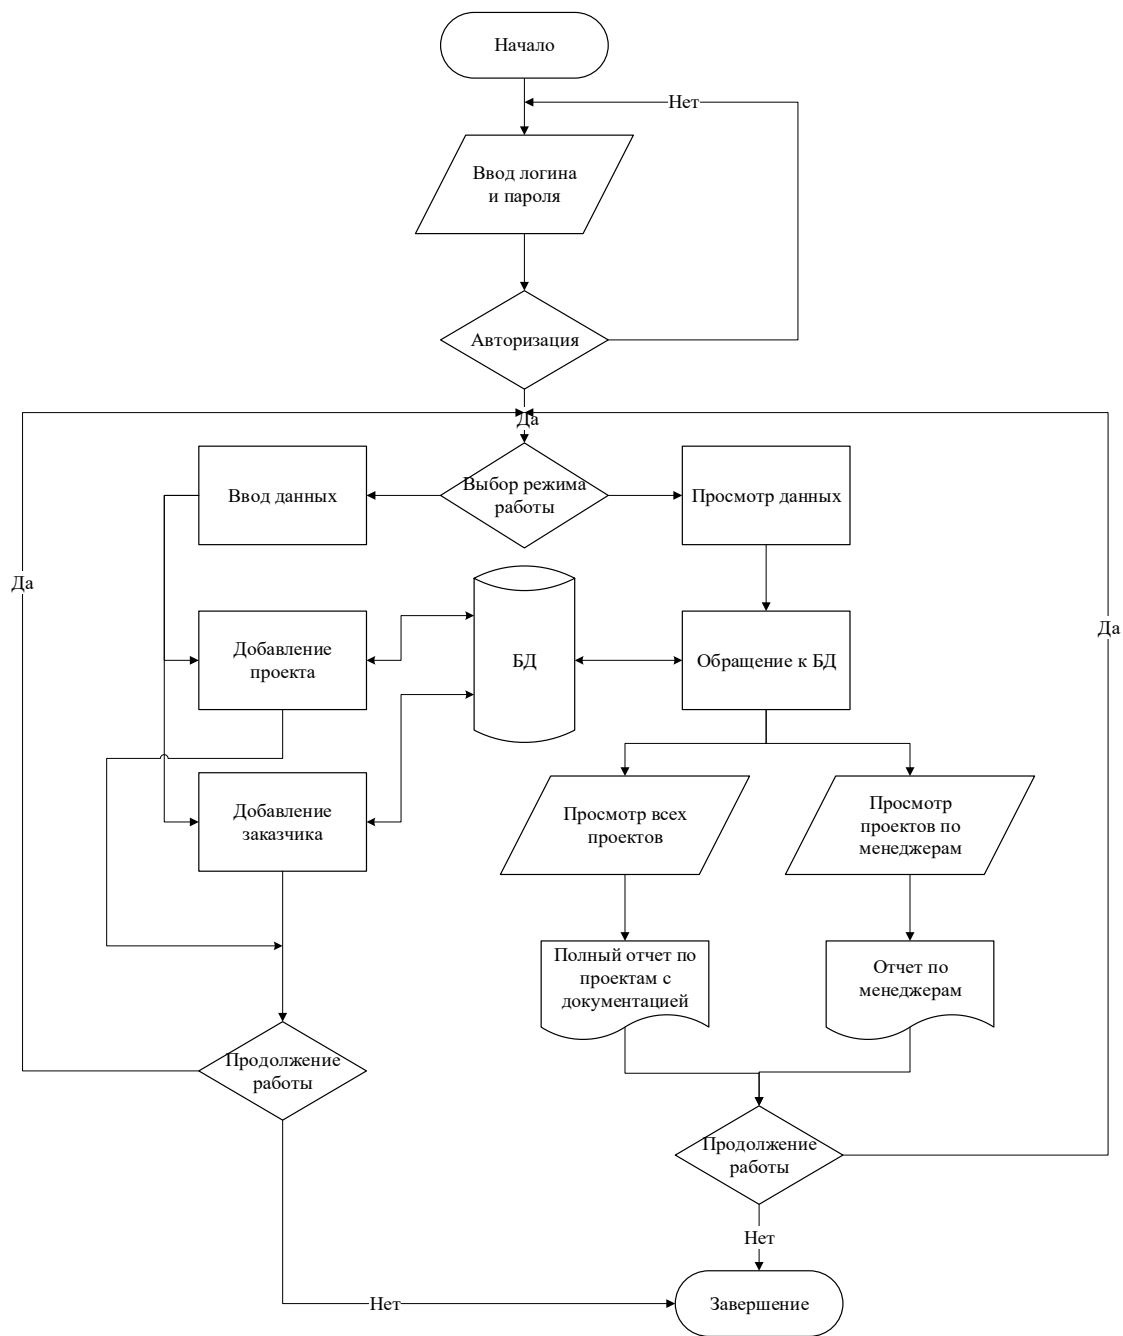 Начало
Нет
Ввод логина
и пароля
Авторизация
Да
Ввод данных
Выбор режима
работы
Просмотр данных
Да
Добавление
проекта
БД
Обращение к БД
Да
Добавление
заказчика
Просмотр всех
проектов
Просмотр
проектов по
менеджерам
Полный отчет по
проектам с
документацией
Отчет по
менеджерам
Продолжение
работы
Продолжение
работы
Нет
Нет
Завершение